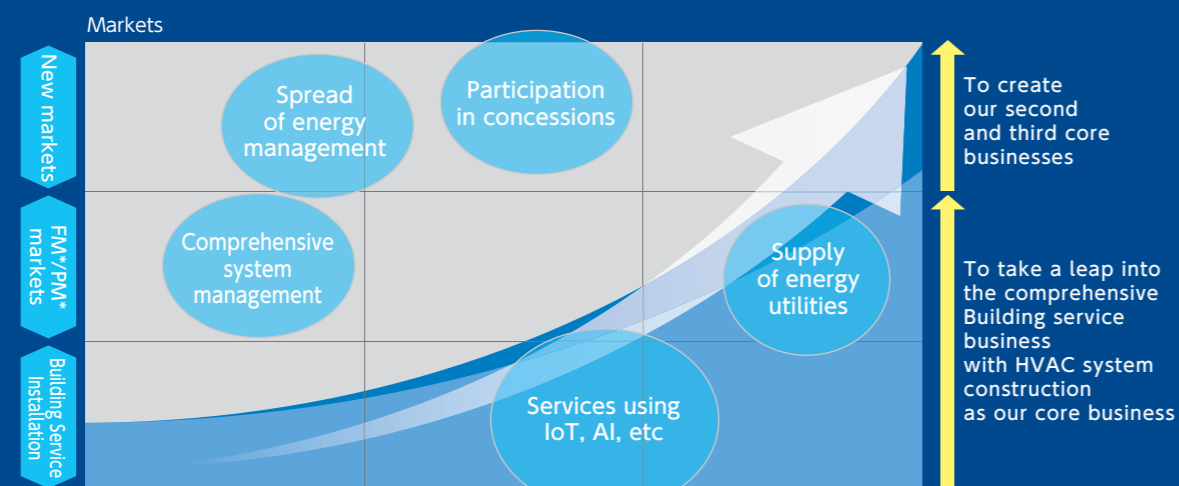 Markets
New markets
FM*/PM*
markets
Building Service
Installation
Spread
of energy
management
Participation
in concessions
Comprehensive
system
management
Supply
of energy
utilities
Services using
IoT, AI, etc
To create
our second
and third core
businesses
To take a leap into
the comprehensive
Building service
business
with HVAC system
construction
as our core business